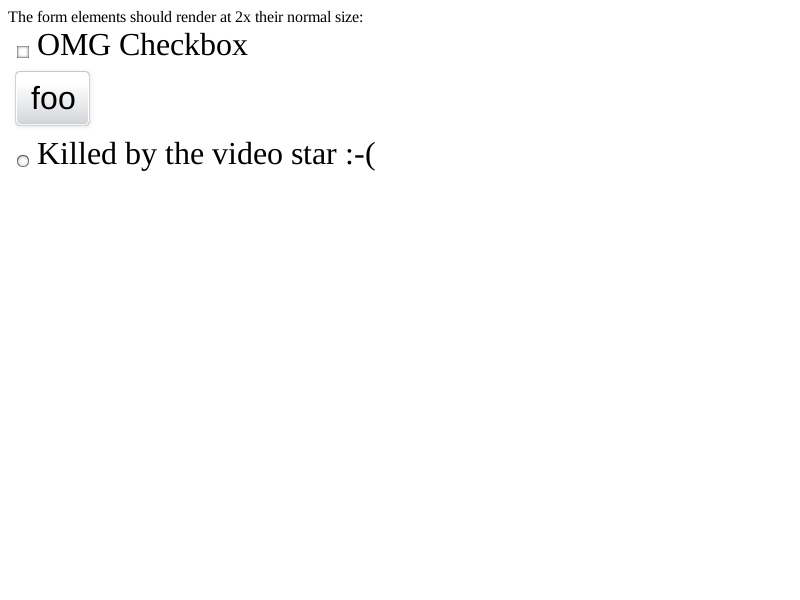 The form elements should render at 2x their normal size:
OMG Checkbox
foo
Killed by the video star :-(